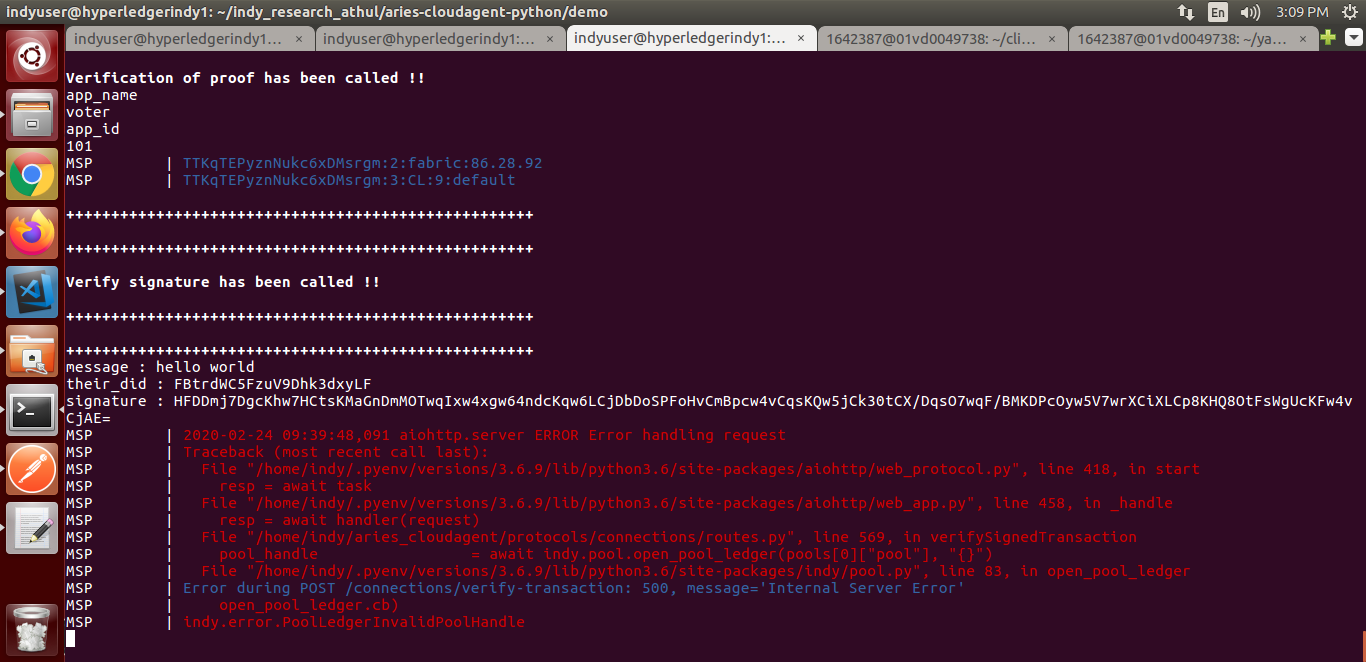 indyuser@hyperledgerindy1: ~/indy_research_athul/aries-cloudagent-python/demo
En
3:09 PM
indyuser@hyperledgerindy1:... ×
indyuser@hyperledgerindy1:... ×
indyuser@hyperledgerindy1:... ×
1642387@01vd0049738: ~/cli... ×
1642387@01vd0049738: ~/ya... ×
Verification of proof has been called !!
app_name
voter
app_id
101
MSP | TTKqTEPyznNukc6xDMsrgm:2:fabric:86.28.92
MSP | TTKqTEPyznNukc6xDMsrgm:3:CL:9:default
++++++++++++++++++++++++++++++++++++++++++++++++++++
++++++++++++++++++++++++++++++++++++++++++++++++++++
Verify signature has been called !!
++++++++++++++++++++++++++++++++++++++++++++++++++++
++++++++++++++++++++++++++++++++++++++++++++++++++++
message : hello world
their_did : FBtrdWC5FzuV9Dhk3dxyLF
signature : HFDDmj7DgcKhw7HCtsKMaGnDmMOTwqIxw4xgw64ndcKqw6LCjDbDoSPFoHvCmBpcw4vCqsKQw5jCk30tCX/DqsO7wqF/BMKDPcOyw5V7wrXCiXLCp8KHQ8OtFsWgUcKFw4v
CjAE=
MSP | 2020-02-24 09:39:48,091 aiohttp.server ERROR Error handling request
MSP | Traceback (most recent call last):
MSP | File "/home/indy/.pyenv/versions/3.6.9/lib/python3.6/site-packages/aiohttp/web_protocol.py", line 418, in start
MSP | resp = await task
MSP | File "/home/indy/.pyenv/versions/3.6.9/lib/python3.6/site-packages/aiohttp/web_app.py", line 458, in _handle
MSP | resp = await handler(request)
MSP | File "/home/indy/aries_cloudagent/protocols/connections/routes.py", line 569, in verifySignedTransaction
MSP | pool_handle = await indy.pool.open_pool_ledger(pools[0]["pool"], "{}")
MSP | File "/home/indy/.pyenv/versions/3.6.9/lib/python3.6/site-packages/indy/pool.py", line 83, in open_pool_ledger
MSP | Error during POST /connections/verify-transaction: 500, message='Internal Server Error'
MSP | open_pool_ledger.cb)
MSP | indy.error.PoolLedgerInvalidPoolHandle